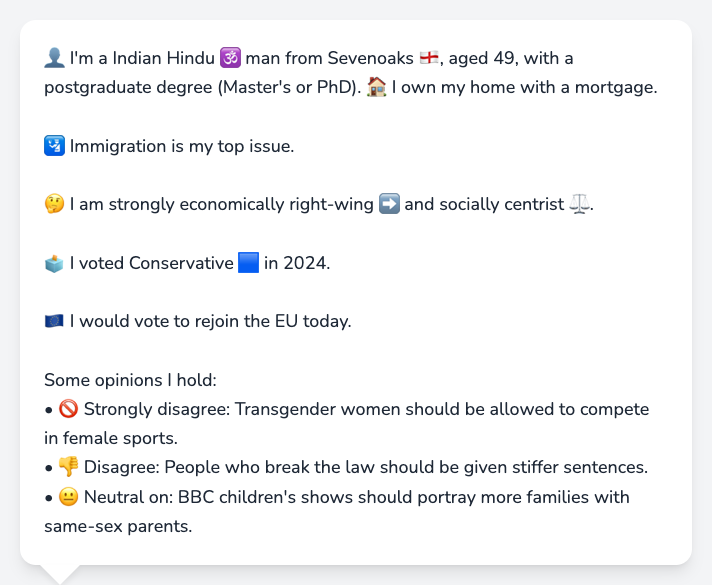 👤 I'm a Indian Hindu 🕉️ man from Sevenoaks 🏴󠁧󠁢󠁥󠁮󠁧󠁿, aged 49, with a
postgraduate degree (Master's or PhD). 🏠 I own my home with a mortgage.
🛂 Immigration is my top issue.
🤔 I am strongly economically right-wing ➡️ and socially centrist ⚖️.
🗳️ I voted Conservative 🟦 in 2024.
🇪🇺 I would vote to rejoin the EU today.
Some opinions I hold:
• 🚫 Strongly disagree: Transgender women should be allowed to compete
in female sports.
• 👎 Disagree: People who break the law should be given stiffer sentences.
• 😐 Neutral on: BBC children's shows should portray more families with
same-sex parents.